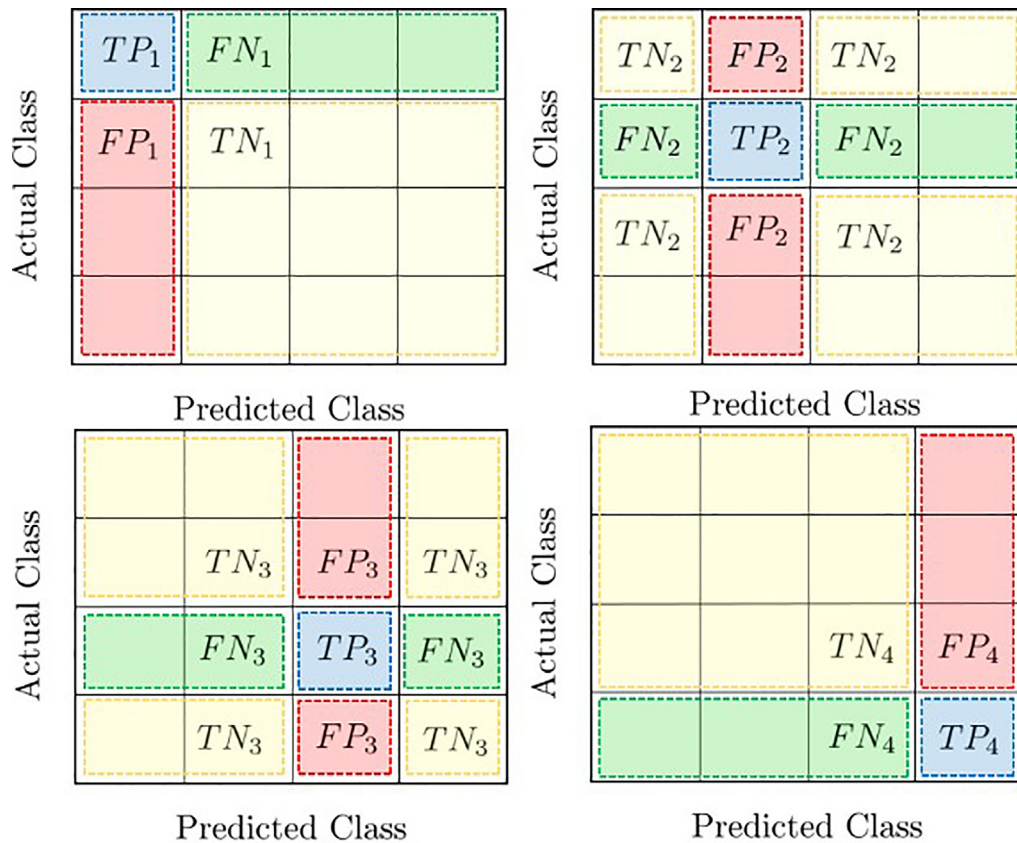 TP₁ FN₁
FP₁ TN₁
Actual Class
Predicted Class
TN₂ FP₂ TN₂
FN₂ TP₂ FN₂
TN₂ FP₂ TN₂
Actual Class
Predicted Class
TN₃ FP₃ TN₃
FN₃ TP₃ FN₃
TN₃ FP₃ TN₃
Actual Class
Predicted Class
TN₄ FP₄
FN₄ TP₄
Actual Class
Predicted Class